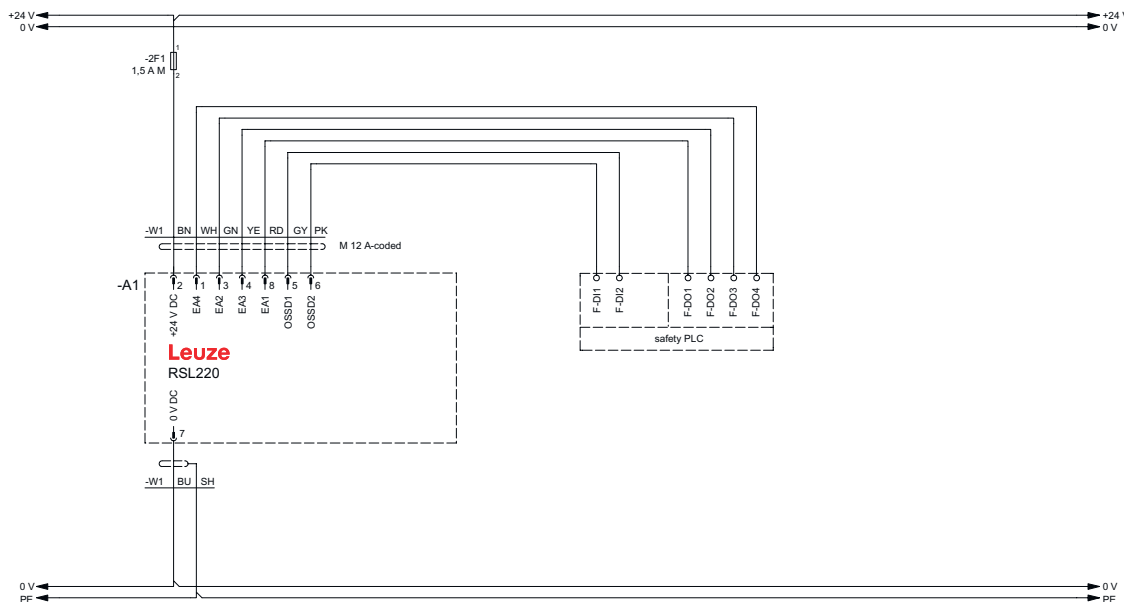 +24 V
+24 V
0 V
0 V
-2F1
1
1,5 A M
2
-W1 BN WH GN YE RD GY PK
M 12 A-coded
-A1
2 1 3 4 8 5 6
+24 V DC
EA4
EA2
EA3
EA1
OSSD1
OSSD2
F-DI1
F-DI2
F-DO1
F-DO2
F-DO3
F-DO4
safety PLC
Leuze
RSL220
0 V DC
7
-W1 BU SH
0 V
0 V
PE
PE